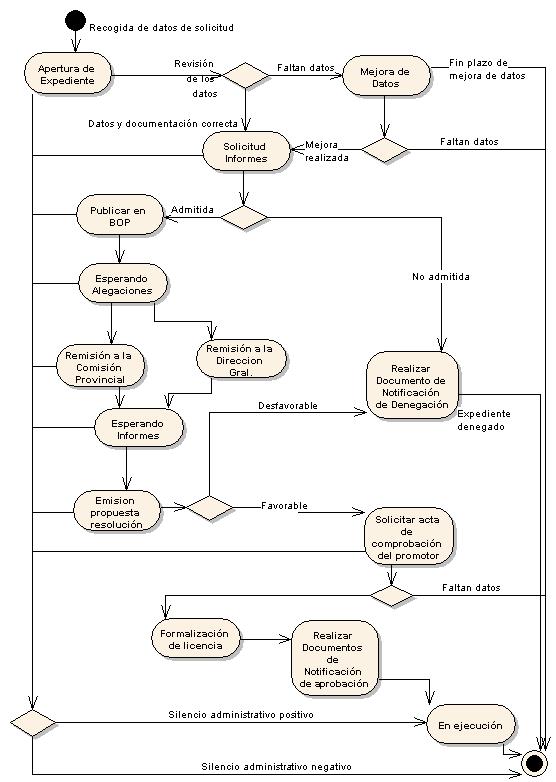 Recogida de datos de solicitud
Apertura de
Expediente
Revisión
de los
datos
Faltan datos
Mejora de
Datos
Fin plazo de
mejora de datos
Datos y documentación correcta
Solicitud
Informes
Mejora
realizada
Faltan datos
Publicar en
BOP
Admitida
No admitida
Esperando
Alegaciones
Remisión a la
Comisión
Provincial
Remisión a la
Direccion
Gral.
Realizar
Documento de
Notificación
de Denegación
Esperando
Informes
Desfavorable
Expediente
denegado
Emision
propuesta
resolución
Favorable
Solicitar acta
de
comprobación
del promotor
Faltan datos
Formalización
de licencia
Realizar
Documentos
de
Notificación
de aprobación
Silencio administrativo positivo
En ejecución
Silencio administrativo negativo